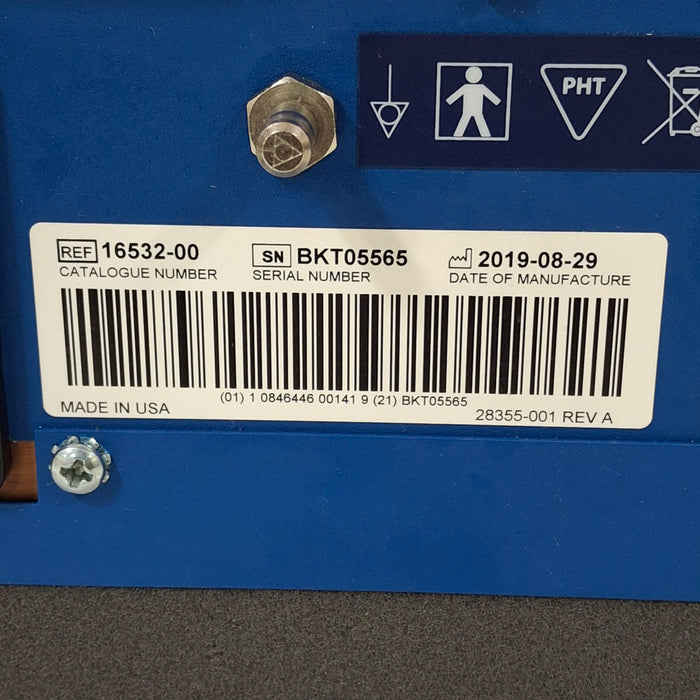 PHT
REF 16532-00 SN BKT05565 2019-08-29
CATALOGUE NUMBER SERIAL NUMBER DATE OF MANUFACTURE
(01) 1 0846446 00141 9 (21) BKT05565
MADE IN USA 28355-001 REV A